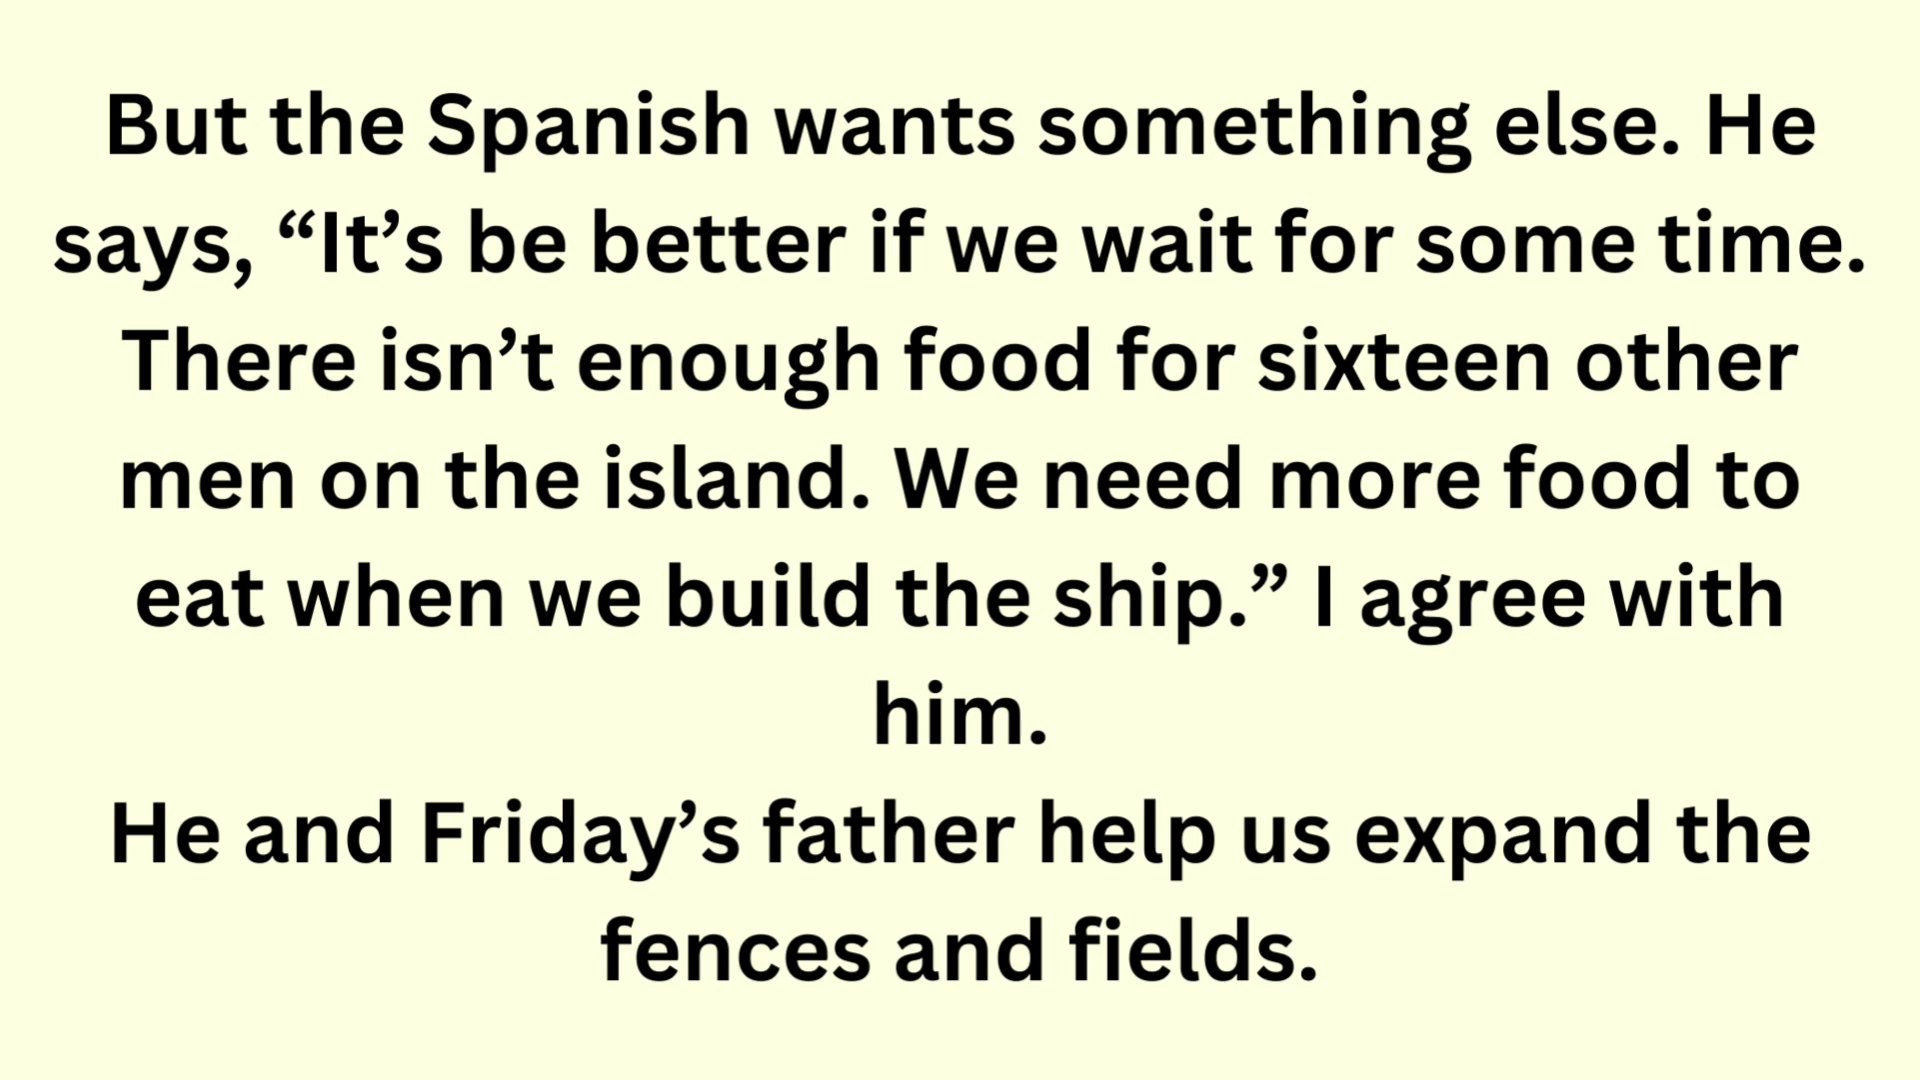 But the Spanish wants something else. He
says, “It’s be better if we wait for some time.
There isn’t enough food for sixteen other
men on the island. We need more food to
eat when we build the ship.” I agree with
him.
He and Friday’s father help us expand the
fences and fields.